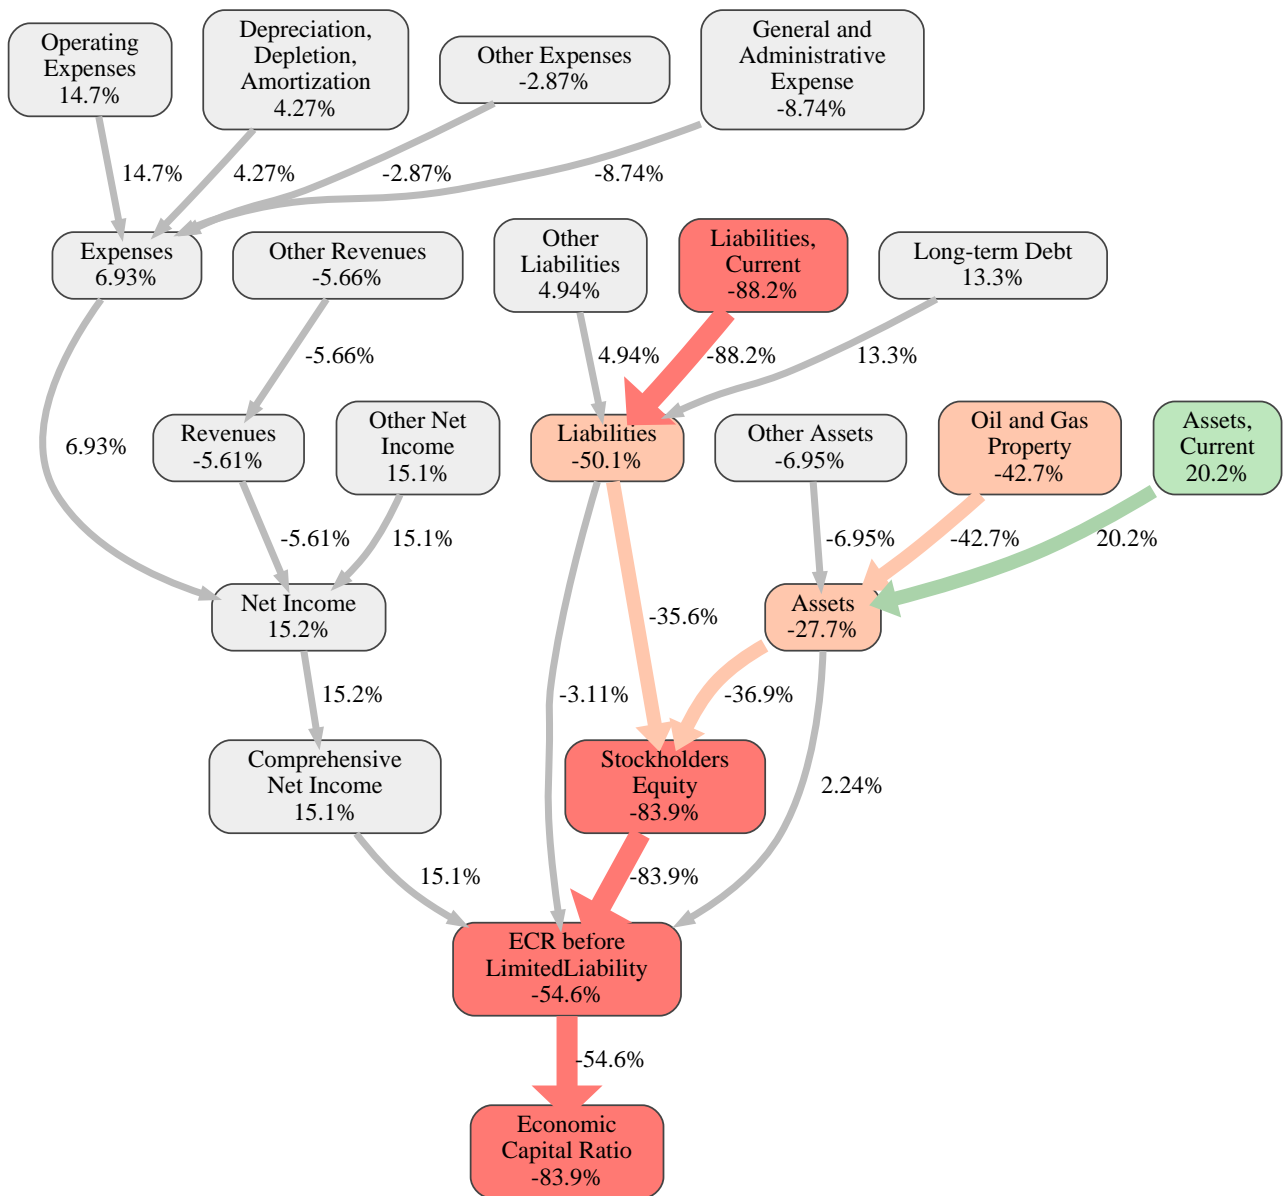 Operating
Expenses
14.7%
Depreciation,
Depletion,
Amortization
4.27%
Other Expenses
-2.87%
General and
Administrative
Expense
-8.74%
14.7%
4.27%
-2.87%
-8.74%
Expenses
6.93%
Other Revenues
-5.66%
Other
Liabilities
4.94%
Liabilities,
Current
-88.2%
Long-term Debt
13.3%
-5.66%
4.94%
-88.2%
13.3%
6.93%
Revenues
-5.61%
Other Net
Income
15.1%
Liabilities
-50.1%
Other Assets
-6.95%
Oil and Gas
Property
-42.7%
Assets,
Current
20.2%
-5.61%
15.1%
-6.95%
-42.7%
20.2%
Net Income
15.2%
-35.6%
Assets
-27.7%
15.2%
-3.11%
-36.9%
Comprehensive
Net Income
15.1%
Stockholders
Equity
-83.9%
2.24%
15.1%
-83.9%
ECR before
LimitedLiability
-54.6%
-54.6%
Economic
Capital Ratio
-83.9%